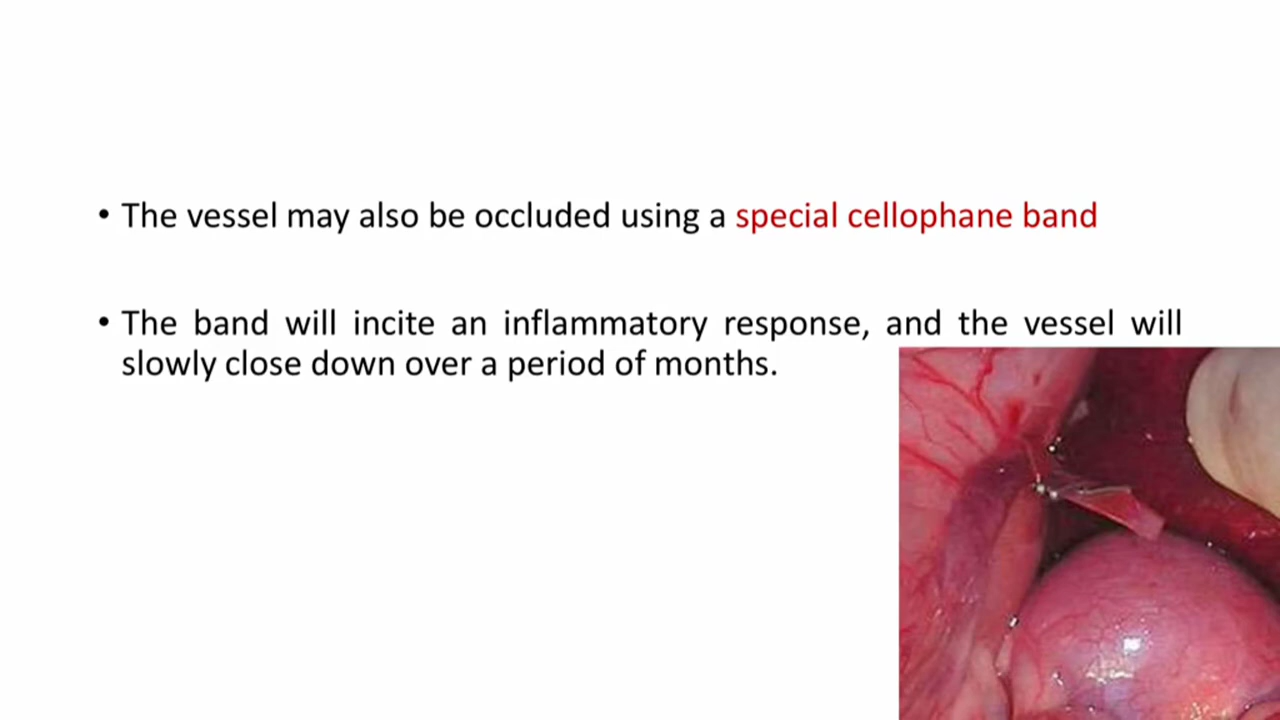 • The vessel may also be occluded using a special cellophane band
• The band will incite an inflammatory response, and the vessel will
slowly close down over a period of months.